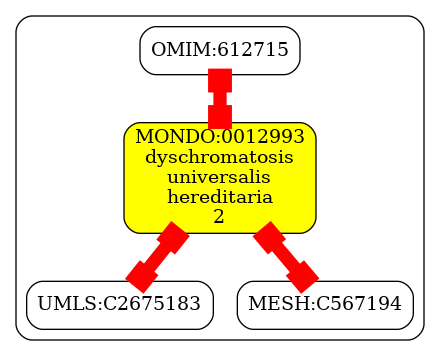 OMIM:612715
MONDO:0012993
dyschromatosis
universalis
hereditaria
2
UMLS:C2675183
MESH:C567194